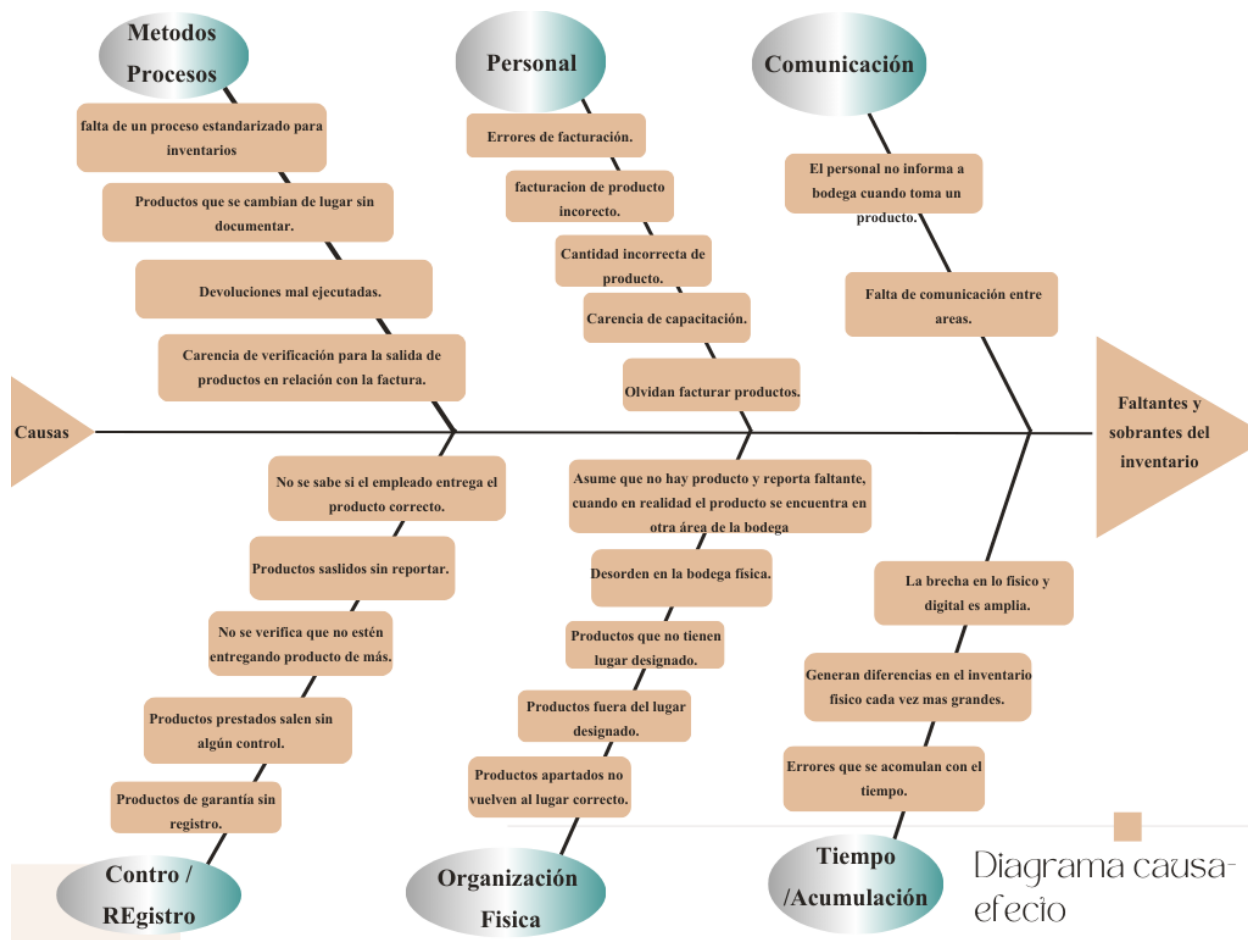 Metodos
Procesos
falta de un proceso estandarizado para
inventarios
Productos que se cambian de lugar sin
documentar.
Devoluciones mal ejecutadas.
Carencia de verificación para la salida de
productos en relación con la factura.
Personal
Errores de facturación.
facturacion de producto
incorecto.
Cantidad incorrecta de
producto.
Carencia de capacitación.
Olvidan facturar productos.
Comunicación
El personal no informa a
bodega cuando toma un
producto.
Falta de comunicación entre
areas.
Causas
Faltantes y
sobrantes del
inventario
No se sabe si el empleado entrega el
producto correcto.
Productos saslidos sin reportar.
No se verifica que no estén
entregando producto de más.
Productos prestados salen sin
algún control.
Productos de garantía sin
registro.
Contro /
REgistro
Asume que no hay producto y reporta faltante,
cuando en realidad el producto se encuentra en
otra área de la bodega
Desorden en la bodega física.
Productos que no tienen
lugar designado.
Productos fuera del lugar
designado.
Productos apartados no
vuelven al lugar correcto.
Organización
Fisica
La brecha en lo fisico y
digital es amplia.
Generan diferencias en el inventario
fisico cada vez mas grandes.
Errores que se acomulan con el
tiempo.
Tiempo
/Acumulación
Diagrama causa-
efecto